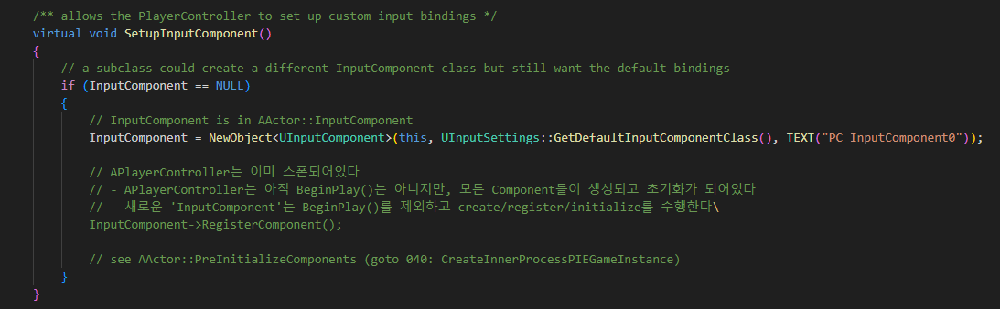 /** allows the PlayerController to set up custom input bindings */
virtual void SetupInputComponent()
{
    // a subclass could create a different InputComponent class but still want the default bindings
    if (InputComponent == NULL)
    {
        // InputComponent is in AActor::InputComponent
        InputComponent = NewObject<UInputComponent>(this, UInputSettings::GetDefaultInputComponentClass(), TEXT("PC_InputComponent0"));

        // APlayerController는 이미 스폰되어있다
        // - APlayerController는 아직 BeginPlay()는 아니지만, 모든 Component들이 생성되고 초기화가 되어있다
        // - 새로운 'InputComponent'는 BeginPlay()를 제외하고 create/register/initialize를 수행한다\
        InputComponent->RegisterComponent();

        // see AActor::PreInitializeComponents (goto 040: CreateInnerProcessPIEGameInstance)
    }
}